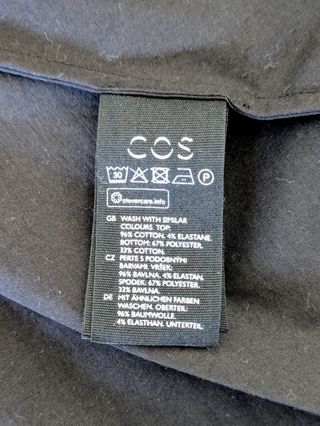 COS
30
P
clevercare.info
GB WASH WITH SIMILAR
COLOURS. TOP:
96% COTTON. 4% ELASTANE.
BOTTOM: 67% POLYESTER.
33% COTTON.
CZ PERTE S PODOBNÝMI
BARVAMI. VRŠEK:
96% BAVLNA. 4% ELASTAN.
SPODEK: 67% POLYESTER.
33% BAVLNA
DE MIT ÄHNLICHEN FARBEN
WASCHEN. OBERTEIL:
96% BAUMWOLLE.
4% ELASTHAN. UNTERTEIL: